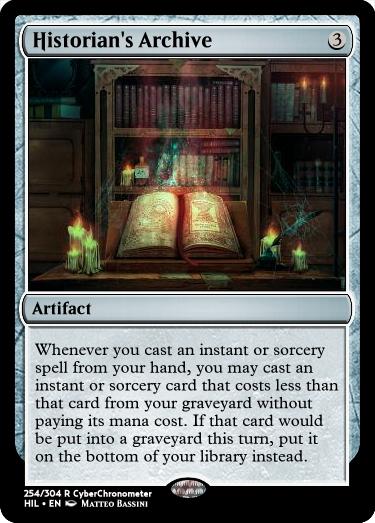 Historian's Archive 3
Artifact
Whenever you cast an instant or sorcery
spell from your hand, you may cast an
instant or sorcery card that costs less than
that card from your graveyard without
paying its mana cost. If that card would
be put into a graveyard this turn, put it
on the bottom of your library instead.
254/304 R CyberChronometer
HIL • EN Matteo Bassini